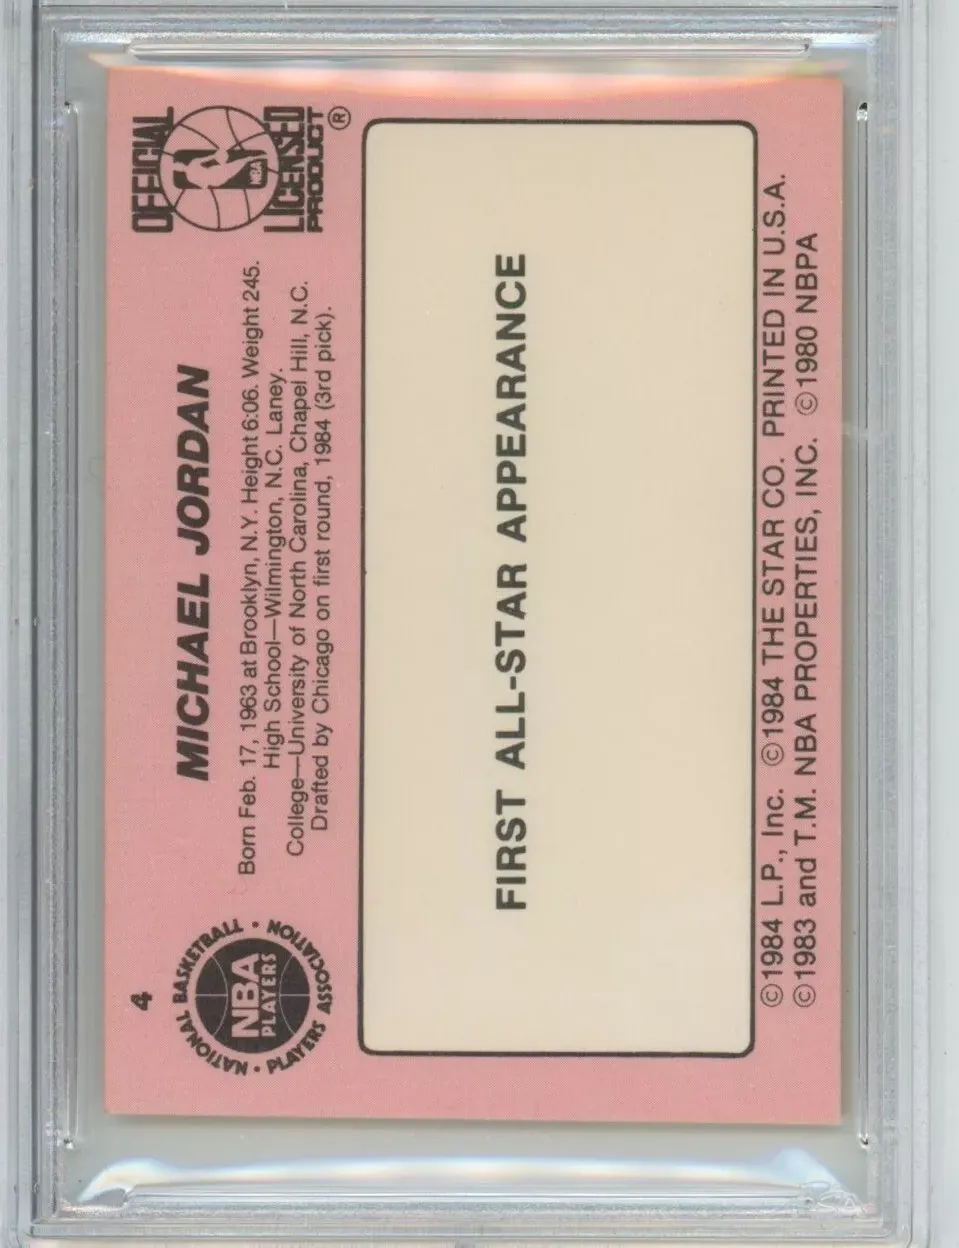 4
NATIONAL BASKETBALL • NATION
NBA
PLAYERS
• PLAYERS ASSOCIATION
MICHAEL JORDAN
OFFICIAL
NBA
LICENSED
PRODUCT ®
Born Feb. 17, 1963 at Brooklyn, N.Y. Height 6:06. Weight 245.
High School—Wilmington, N.C. Laney.
College—University of North Carolina, Chapel Hill, N.C.
Drafted by Chicago on first round, 1984 (3rd pick).
FIRST ALL-STAR APPEARANCE
©1984 L.P., Inc. ©1984 THE STAR CO. PRINTED IN U.S.A.
©1983 and T.M. NBA PROPERTIES, INC. ©1980 NBPA